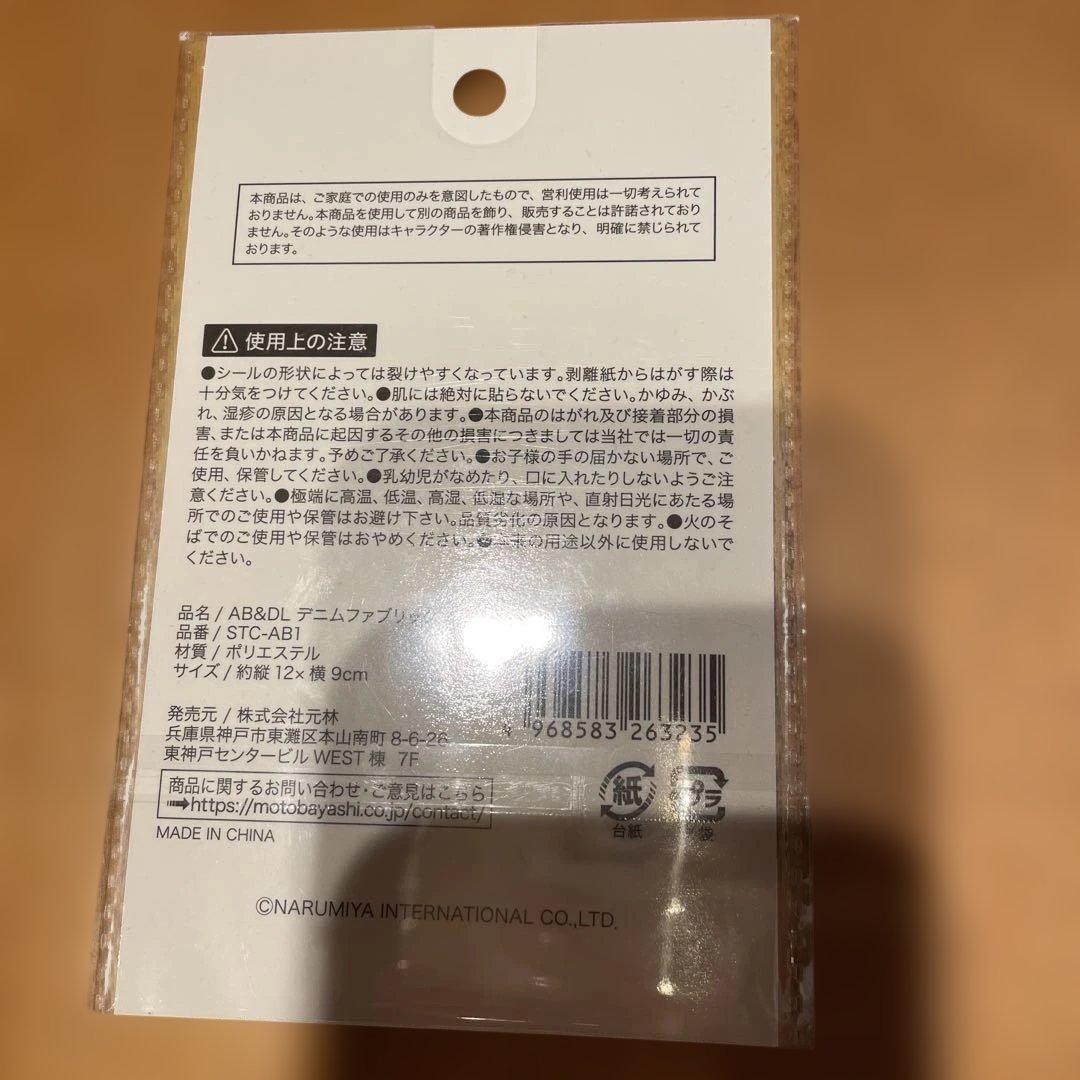 本商品は、ご家庭での使用のみを意図したもので、営利使用は一切考えられて
おりません。本商品を使用して別の商品を飾り、販売することは許諾されており
ません。そのような使用はキャラクターの著作権侵害となり、明確に禁じられて
おります。
使用上の注意
●シールの形状によっては裂けやすくなっています。剥離紙からはがす際は
十分気をつけてください。●肌には絶対に貼らないでください。かゆみ、かぶ
れ、湿疹の原因となる場合があります。●本商品のはがれ及び接着部分の損
害、または本商品に起因するその他の損害につきましては当社では一切の責
任を負いかねます。予めご了承ください。●お子様の手の届かない場所で、ご
使用、保管してください。●乳幼児がなめたり、口に入れたりしないようご注
意ください。●極端に高温、低温、高湿、低湿な場所や、直射日光にあたる場
所でのご使用や保管はお避け下さい。品質劣化の原因となります。●火のそ
ばでのご使用や保管はおやめください。●本来の用途以外に使用しないで
ください。
品名 / AB&DL デニムファブリック
品番 / STC-AB1
材質 / ポリエステル
サイズ / 約縦 12× 横 9cm
発売元 / 株式会社元林
兵庫県神戸市東灘区本山南町 8-6-26
東神戸センタービル WEST 棟 7F
商品に関するお問い合わせ・ご意見はこちら
➡https://motobayashi.co.jp/contact/
MADE IN CHINA
4 968583 263235
紙
台紙
プラ
袋
©NARUMIYA INTERNATIONAL CO.,LTD.